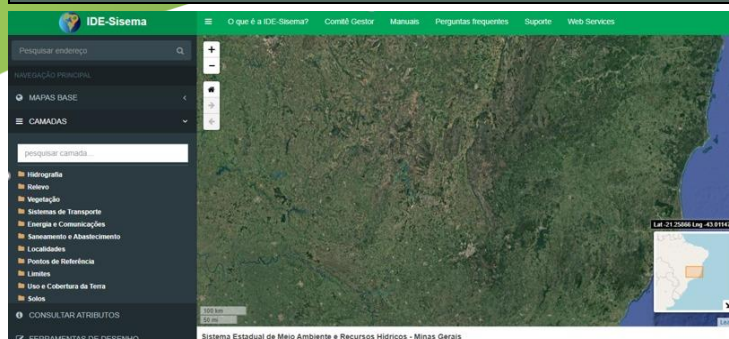 IDE-Sisema
O que é a IDE-Sisema? Comitê Gestor Manuais Perguntas frequentes Suporte Web Services
Pesquisar endereço
NAVEGAÇÃO PRINCIPAL
MAPAS BASE
CAMADAS
pesquisar camada...
Hidrografia
Relevo
Vegetação
Sistemas de Transporte
Energia e Comunicações
Saneamento e Abastecimento
Localidades
Pontos de Referência
Limites
Uso e Cobertura da Terra
Solos
CONSULTAR ATRIBUTOS
FERRAMENTAS DE DESENHO
+
−
Lat -21.25866 Lng -43.01147
100 km
50 mi
Sistema Estadual de Meio Ambiente e Recursos Hídricos - Minas Gerais